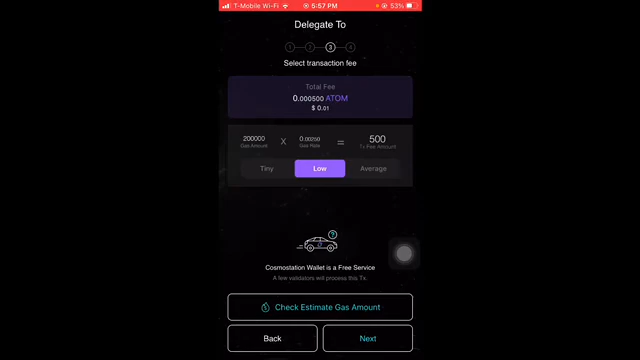 T-Mobile Wi-Fi 6:57 PM 53%
Delegate To
1 2 3 4
Select transaction fee
Total Fee
0.000500 ATOM
$ 0.01
200000 X 0.00250 = 500
Gas Amount Gas Rate Tx Fee Amount
Tiny Low Average
?
Cosmostation Wallet is a Free Service
A few validators will process this Tx.
Check Estimate Gas Amount
Back Next